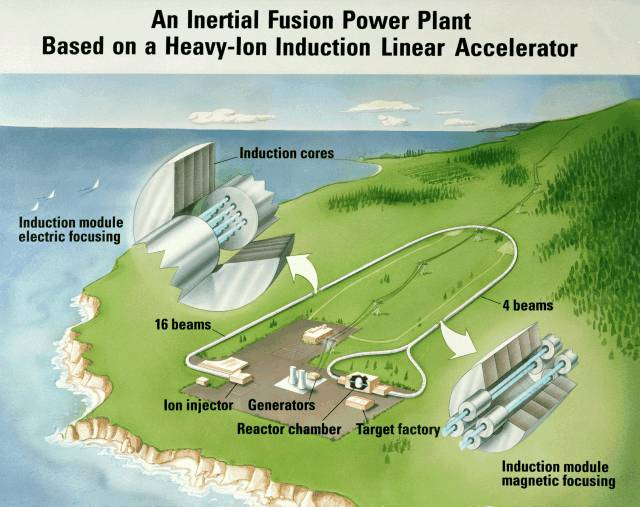 An Inertial Fusion Power Plant
Based on a Heavy-Ion Induction Linear Accelerator
Induction cores
Induction module
electric focusing
4 beams
16 beams
Ion injector
Generators
Reactor chamber
Target factory
Induction module
magnetic focusing